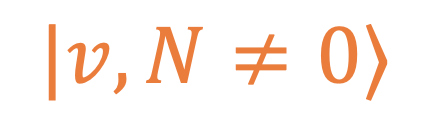 |v, N ≠ 0⟩